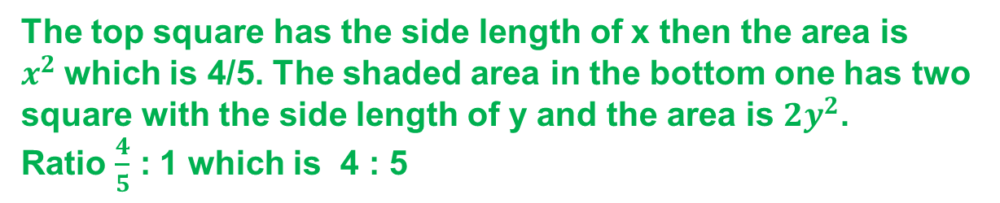 The top square has the side length of x then the area is
x² which is 4/5. The shaded area in the bottom one has two
square with the side length of y and the area is 2y².
Ratio 4/5 : 1 which is 4 : 5